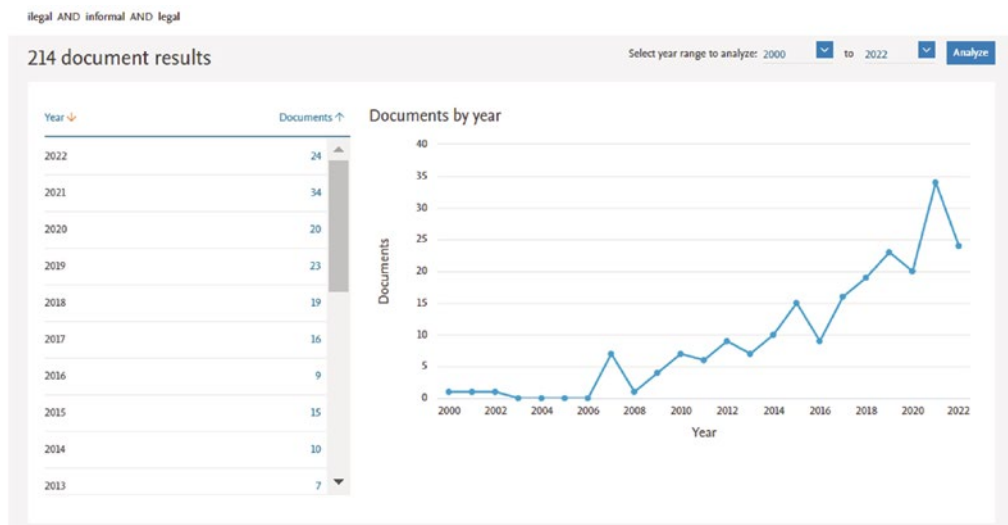 ilegal AND informal AND legal
214 document results
Select year range to analyze: 2000 to 2022 Analyze
Year Documents
2022 24
2021 34
2020 20
2019 23
2018 19
2017 16
2016 9
2015 15
2014 10
2013 7
Documents by year
40
35
30
25
20
15
10
5
0
Documents
2000 2002 2004 2006 2008 2010 2012 2014 2016 2018 2020 2022
Year